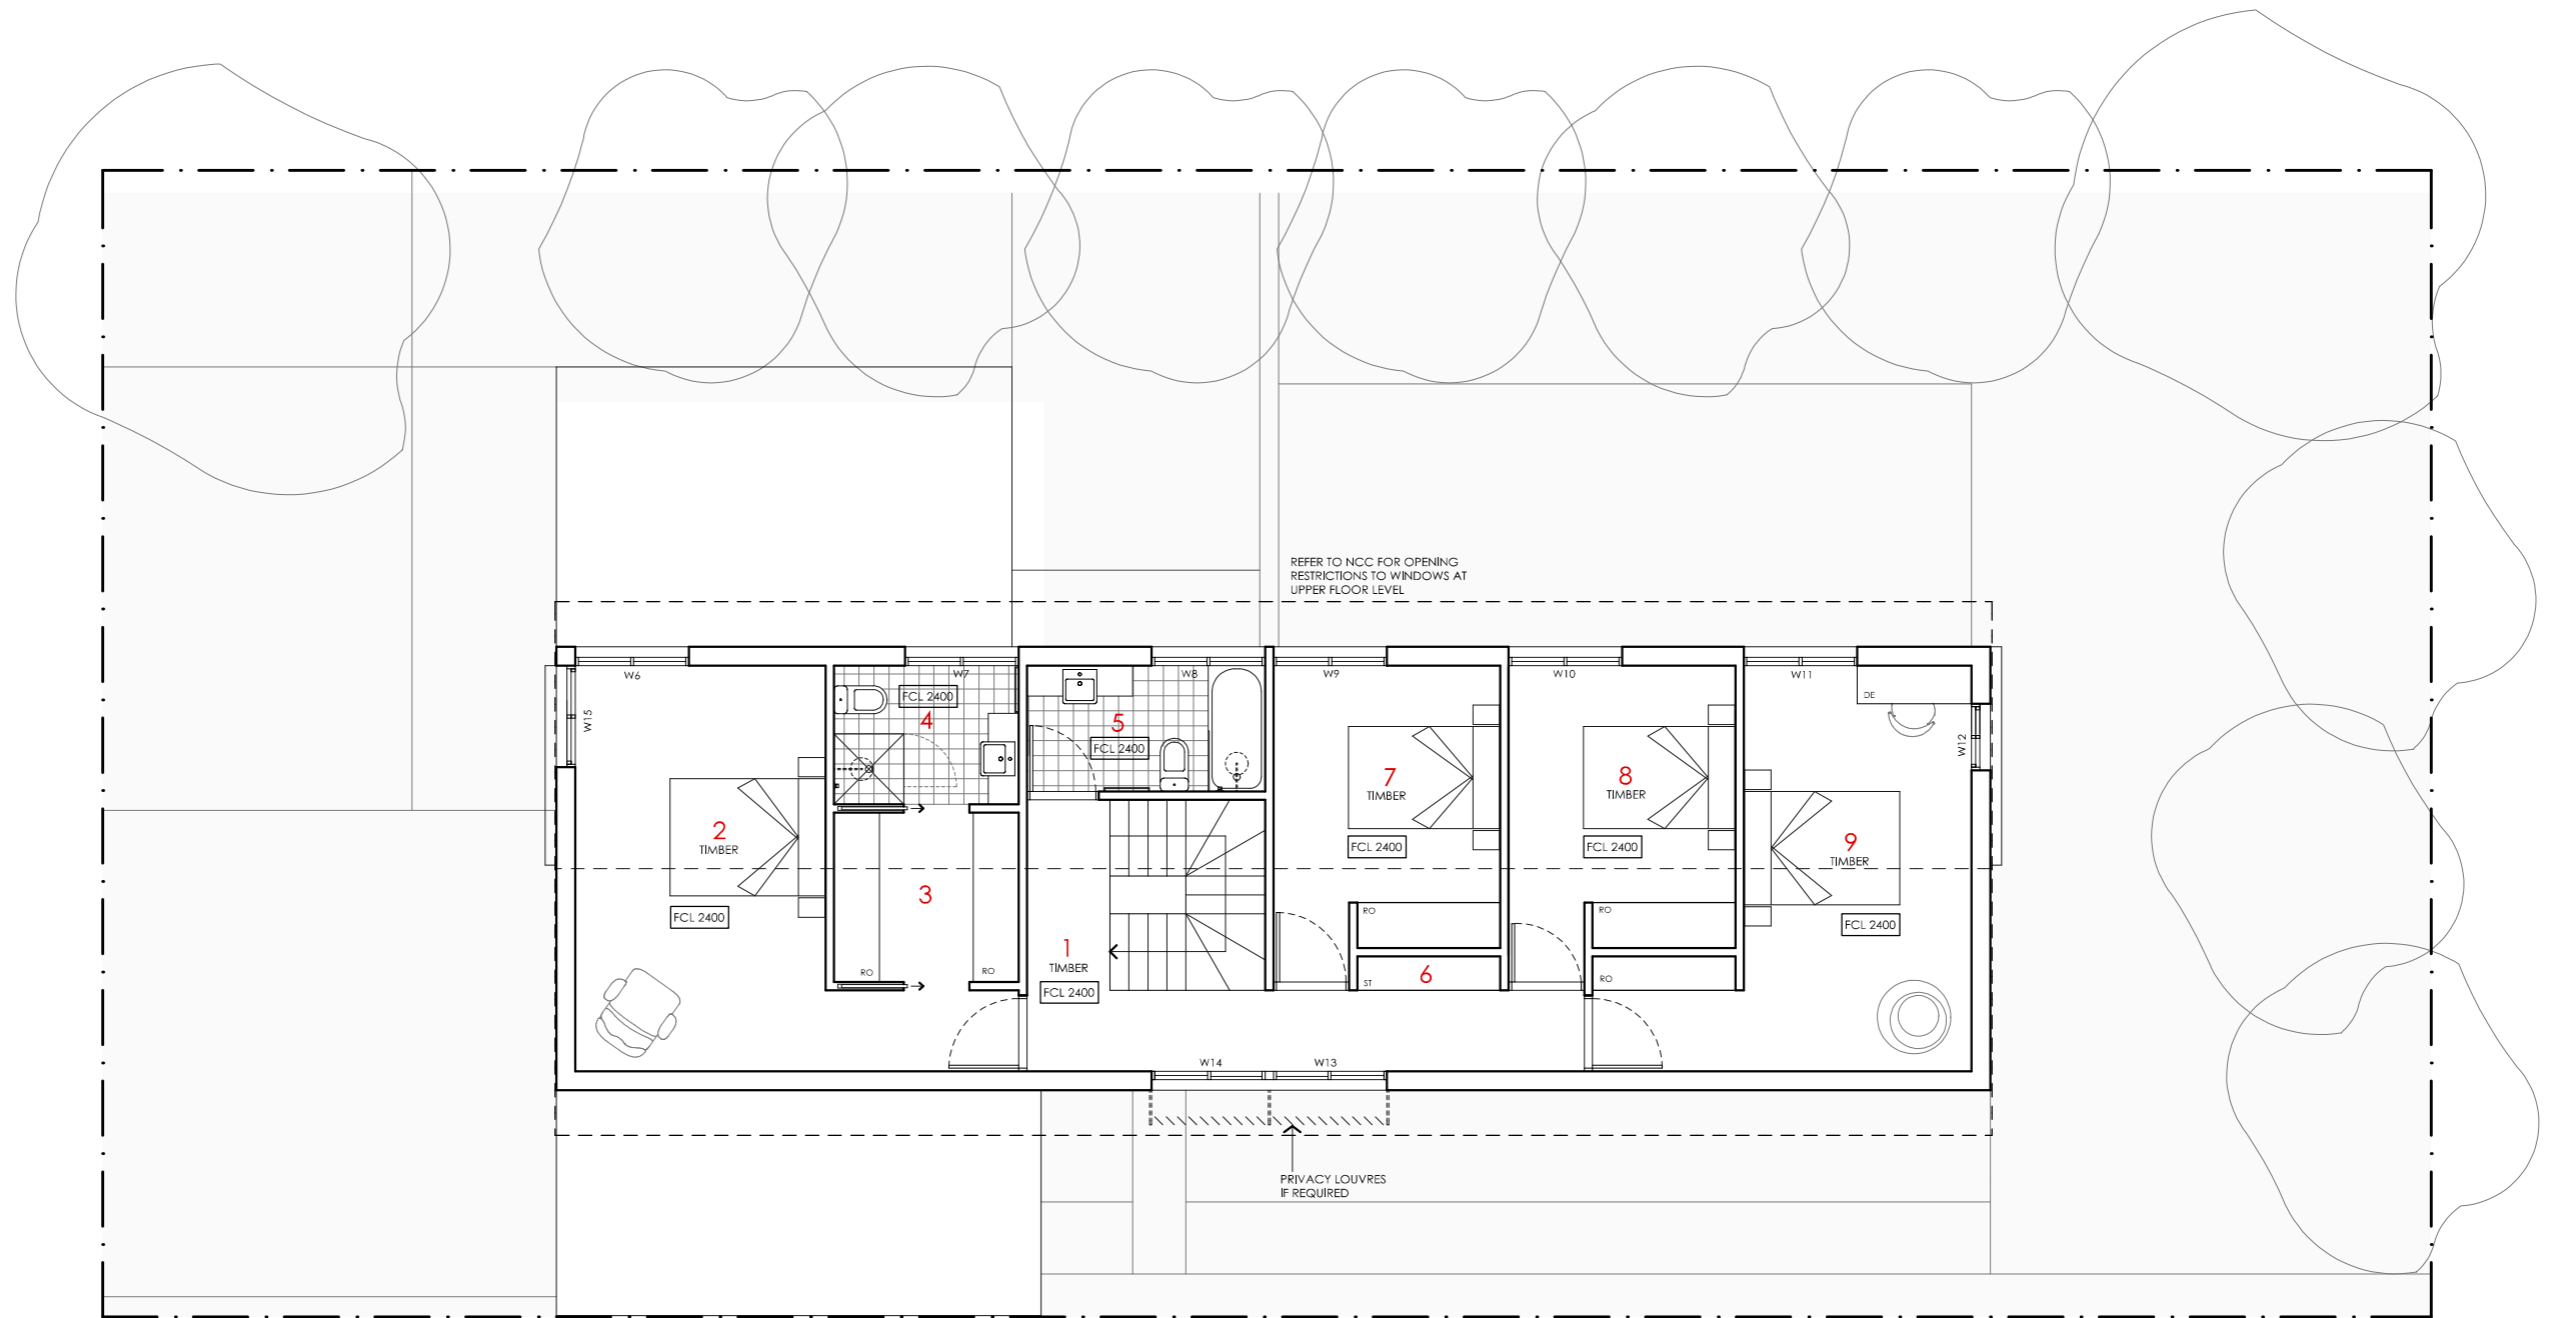 REFER TO NCC FOR OPENING
RESTRICTIONS TO WINDOWS AT
UPPER FLOOR LEVEL
W6
W7
W8
W9
W10
W11
W15
DE
W12
FCL 2400
4
5
FCL 2400
7
TIMBER
FCL 2400
8
TIMBER
FCL 2400
2
TIMBER
FCL 2400
9
TIMBER
FCL 2400
3
RO
RO
1
TIMBER
FCL 2400
RO
6
ST
RO
RO
W14
W13
PRIVACY LOUVRES
IF REQUIRED